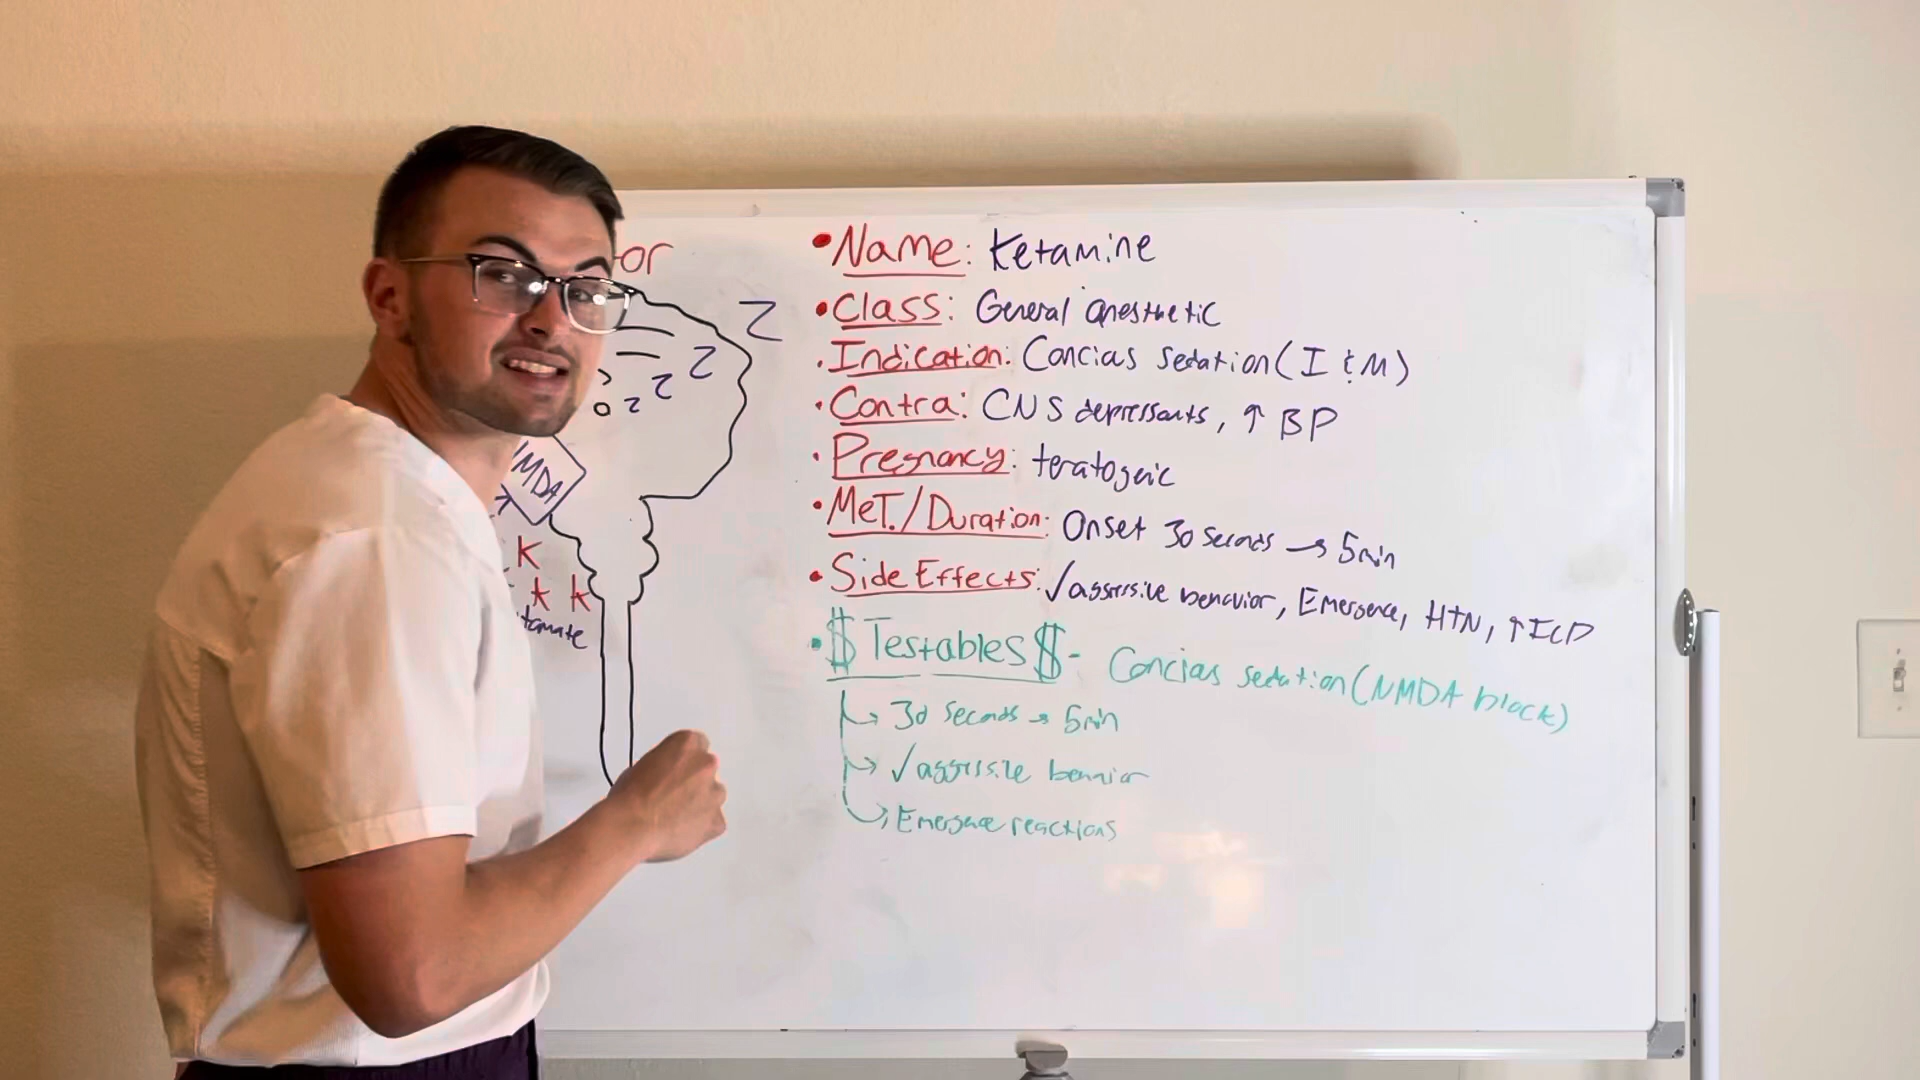 or
•Name: Ketamine
•Class: General anesthetic
•Indication: Concias sedation (I & M)
•Contra: CNS depressants, ↑ BP
•Pregnancy: teratogenic
•MeT./Duration: Onset 30 seconds → 5min
•Side Effects: √aggressive behavior, Emergence, HTN, ↑ICP
•$Testables$- Concias sedation (NMDA block)
↳ 30 seconds → 5min
↳ √aggressive behavior
↳ Emergence reactions
Z
Z
z
z
o
MDA
K
k k
tamate